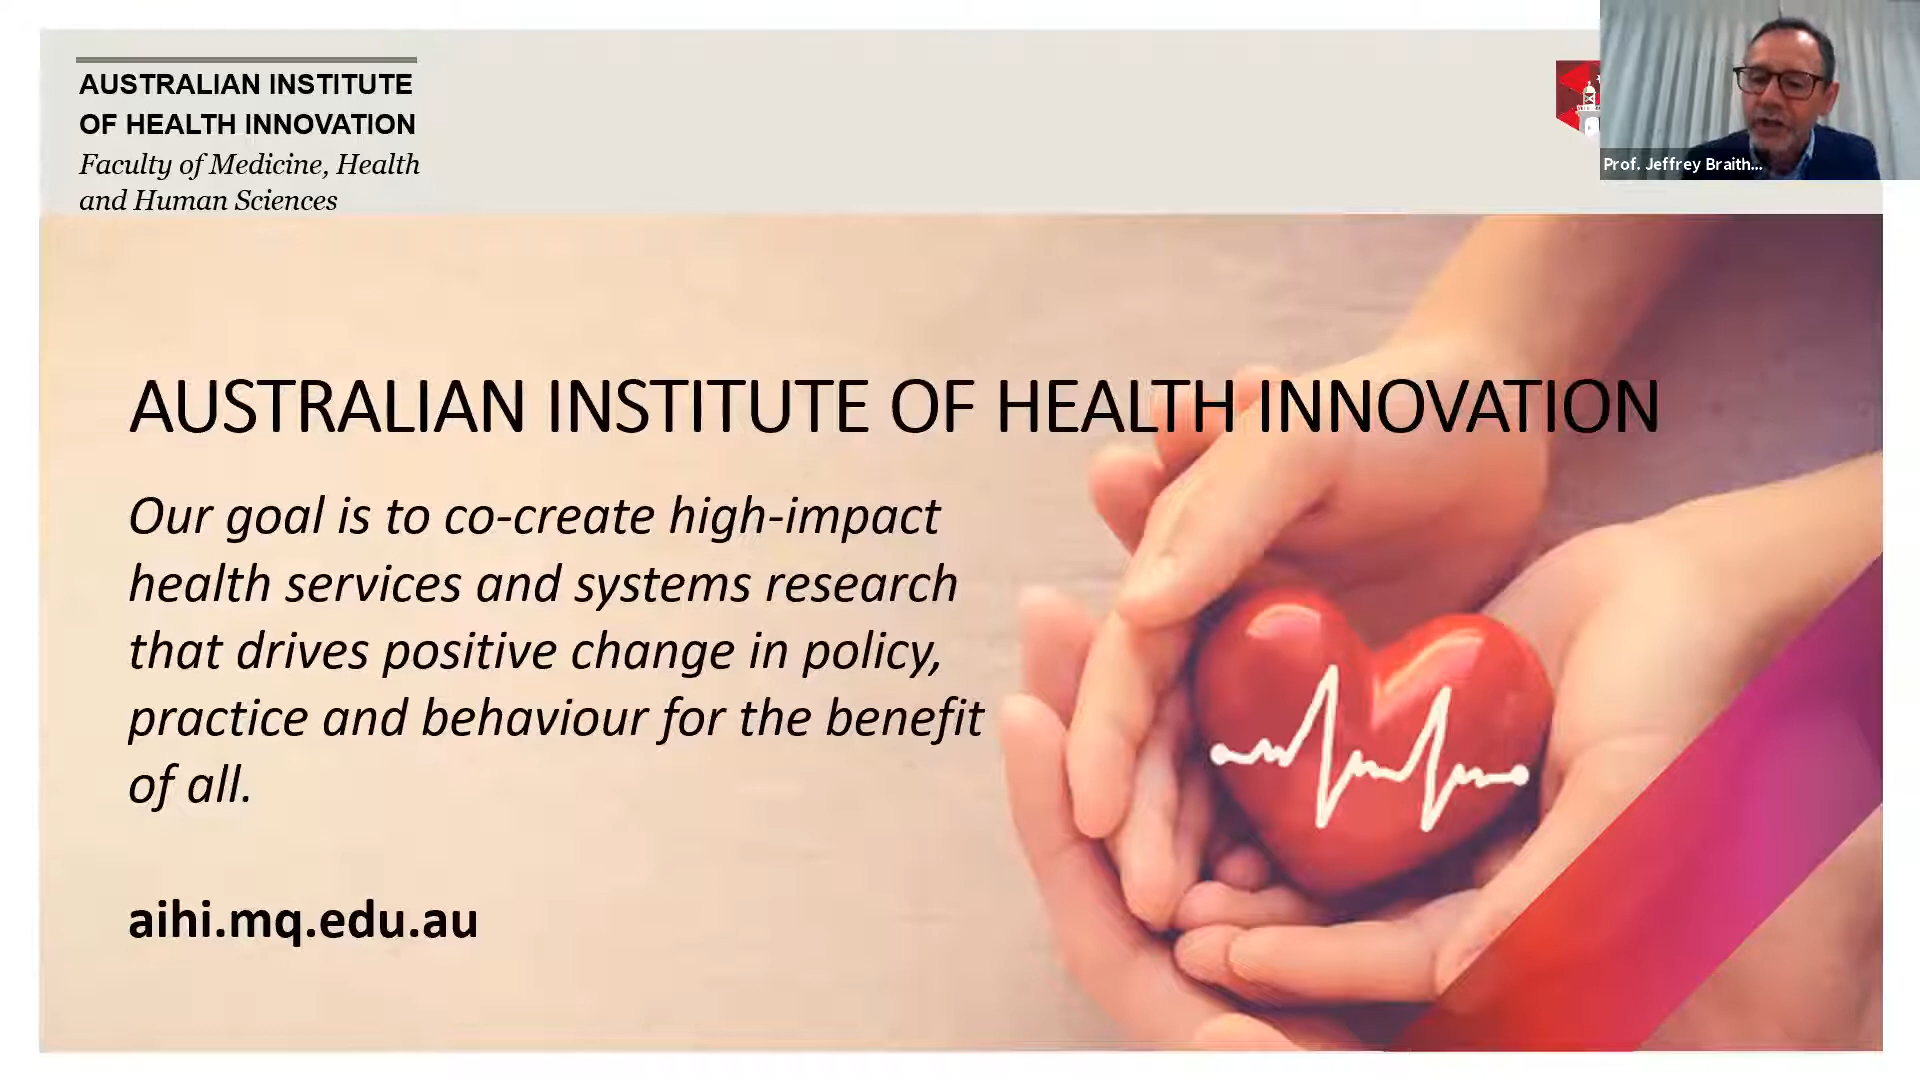 AUSTRALIAN INSTITUTE
OF HEALTH INNOVATION
Faculty of Medicine, Health
and Human Sciences
Prof. Jeffrey Braith...
AUSTRALIAN INSTITUTE OF HEALTH INNOVATION
Our goal is to co-create high-impact
health services and systems research
that drives positive change in policy,
practice and behaviour for the benefit
of all.
aihi.mq.edu.au